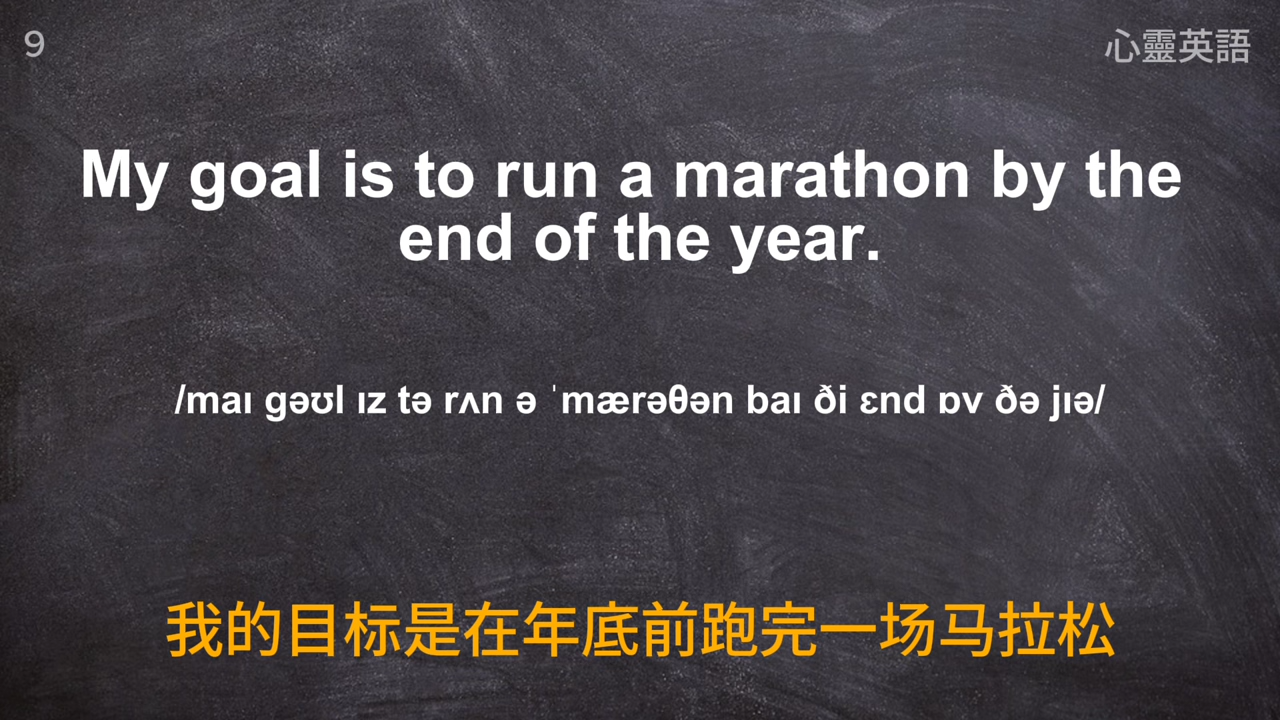 9
心靈英語
My goal is to run a marathon by the
end of the year.
/maɪ gəʊl ɪz tə rʌn ə ˈmærəθən baɪ ði ɛnd ɒv ðə jɪə/
我的目标是在年底前跑完一场马拉松